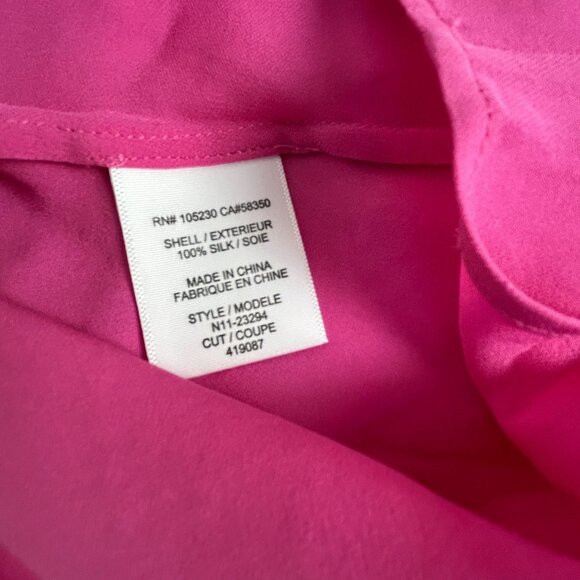 RN# 105230 CA#58350
SHELL / EXTERIEUR
100% SILK / SOIE
MADE IN CHINA
FABRIQUE EN CHINE
STYLE / MODELE
N11-23294
CUT / COUPE
419087